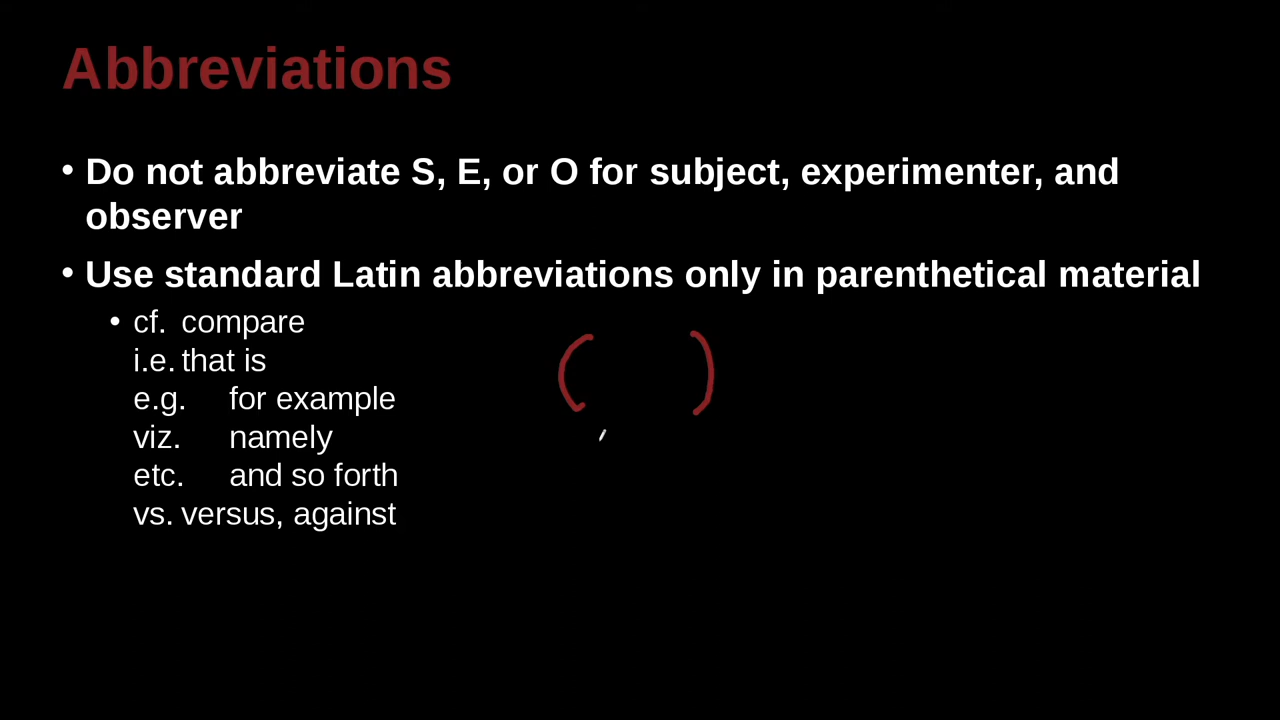 Abbreviations
• Do not abbreviate S, E, or O for subject, experimenter, and
observer
• Use standard Latin abbreviations only in parenthetical material
• cf. compare
i.e. that is
e.g. for example
viz. namely
etc. and so forth
vs. versus, against
( )